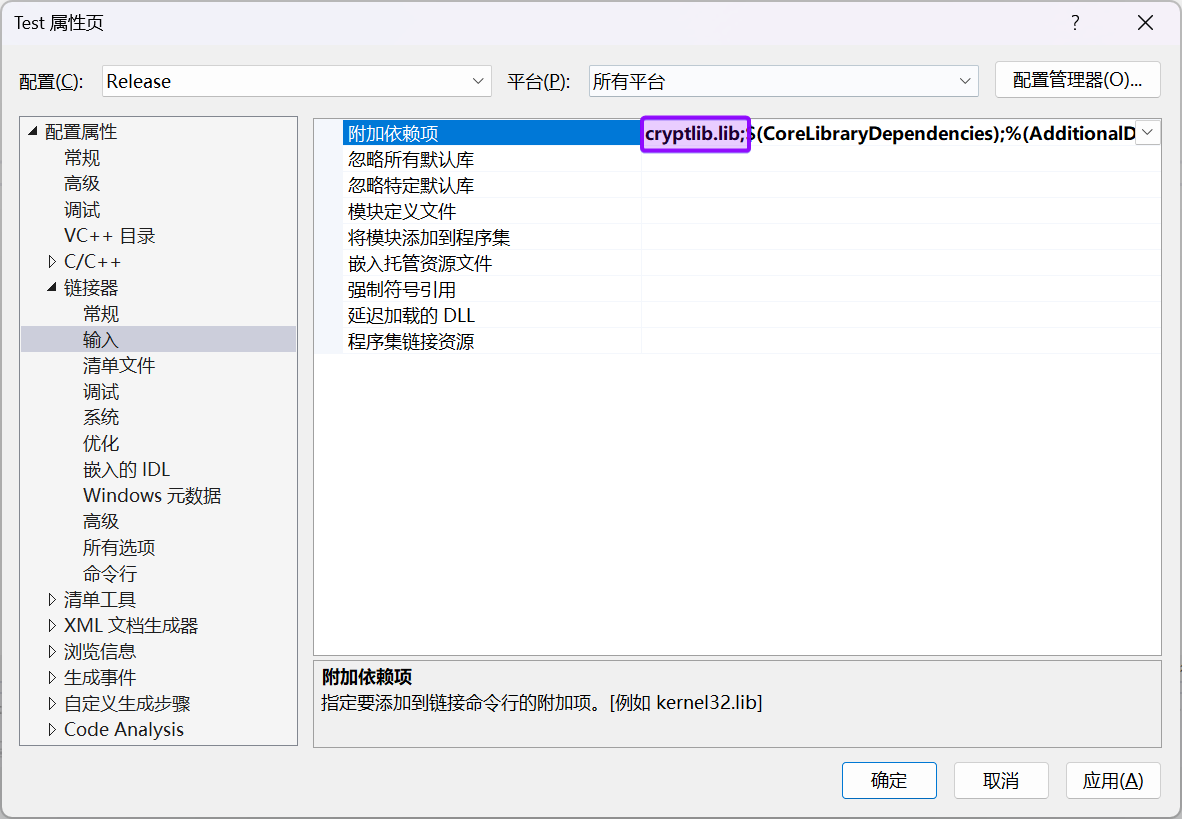 Test 属性页
?
配置(C): Release 平台(P): 所有平台 配置管理器(O)...
配置属性
常规
高级
调试
VC++ 目录
C/C++
链接器
常规
输入
清单文件
调试
系统
优化
嵌入的 IDL
Windows 元数据
高级
所有选项
命令行
清单工具
XML 文档生成器
浏览信息
生成事件
自定义生成步骤
Code Analysis
附加依赖项 cryptlib.lib;$(CoreLibraryDependencies);%(AdditionalD
忽略所有默认库
忽略特定默认库
模块定义文件
将模块添加到程序集
嵌入托管资源文件
强制符号引用
延迟加载的 DLL
程序集链接资源
附加依赖项
指定要添加到链接命令行的附加项。[例如 kernel32.lib]
确定 取消 应用(A)